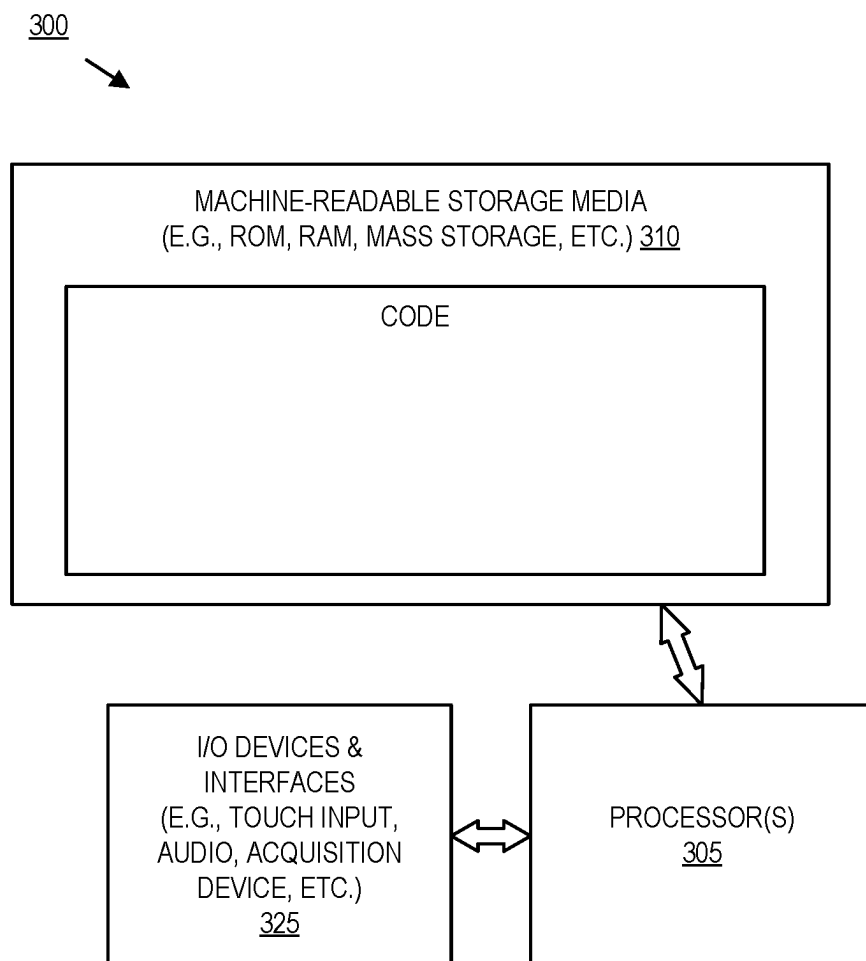 300
MACHINE-READABLE STORAGE MEDIA
(E.G., ROM, RAM, MASS STORAGE, ETC.) 310
CODE
I/O DEVICES &
INTERFACES
(E.G., TOUCH INPUT,
AUDIO, ACQUISITION
DEVICE, ETC.)
325
PROCESSOR(S)
305